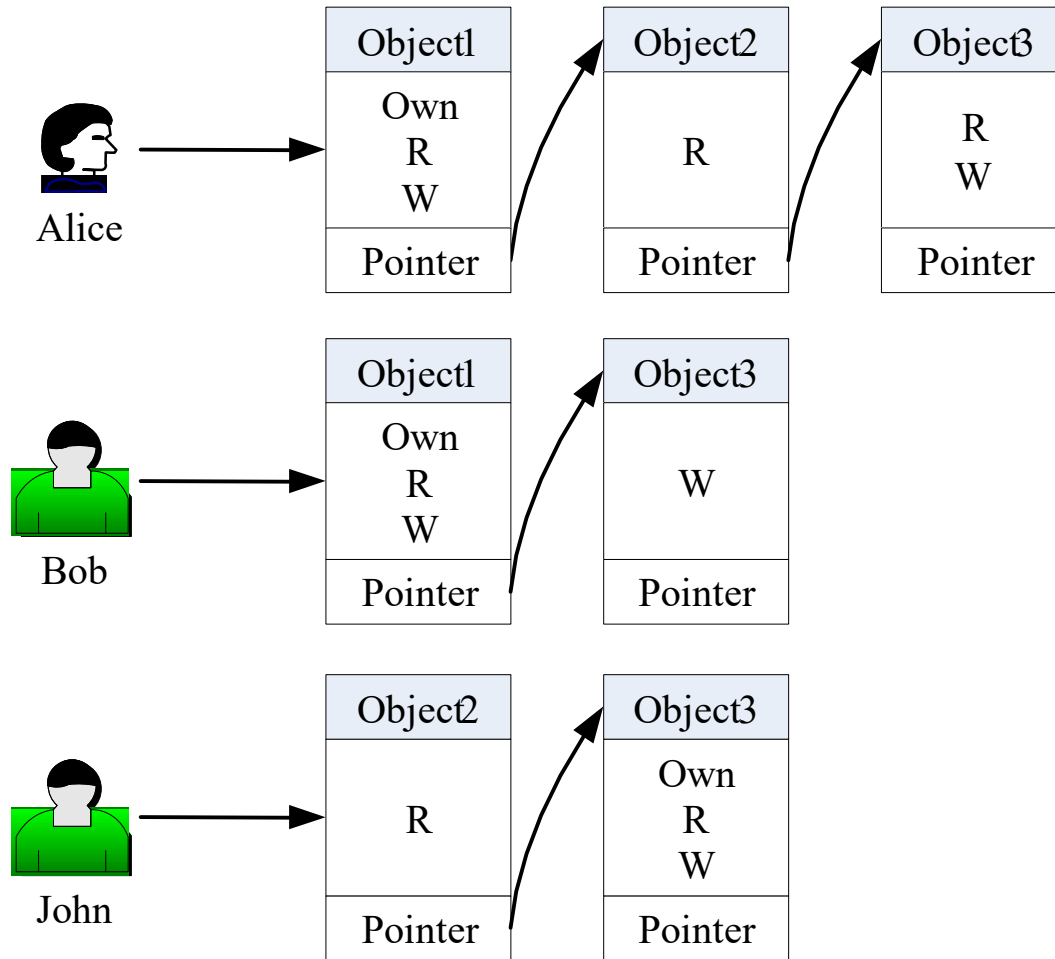 Object1
Object2
Object3
Own
R
W
R
R
W
Alice
Pointer
Pointer
Pointer
Object1
Object3
Own
R
W
W
Bob
Pointer
Pointer
Object2
Object3
R
Own
R
W
John
Pointer
Pointer